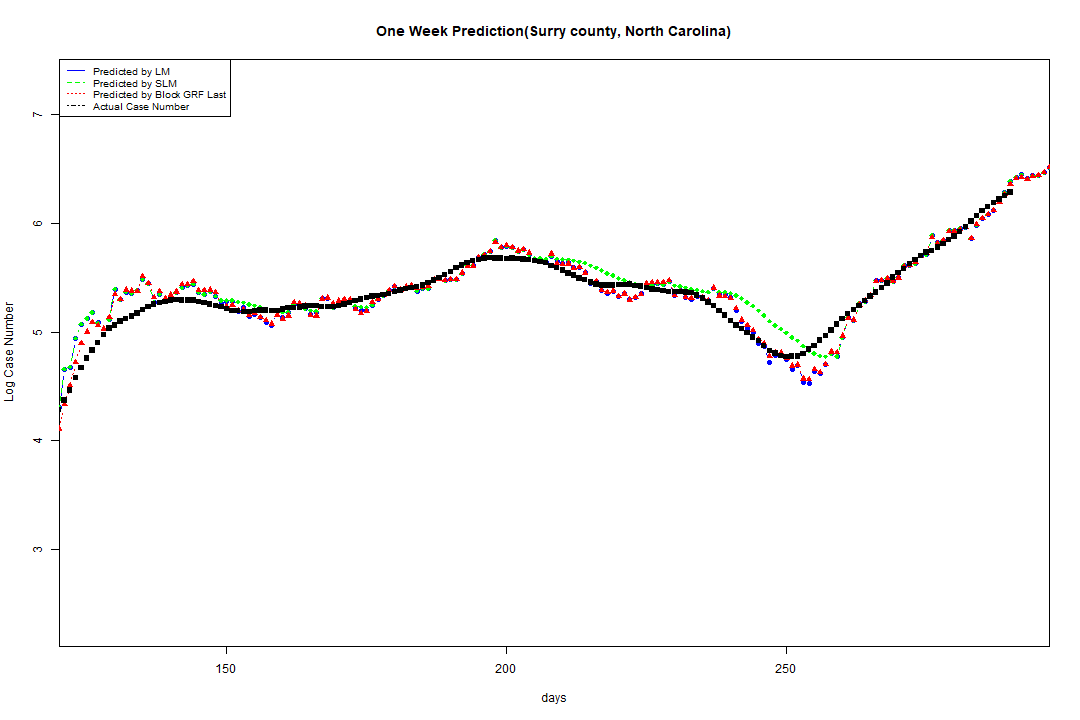 One Week Prediction(Surry county, North Carolina)
Predicted by LM
Predicted by SLM
Predicted by Block GRF Last
Actual Case Number
7
6
5
4
3
Log Case Number
150 200 250
days